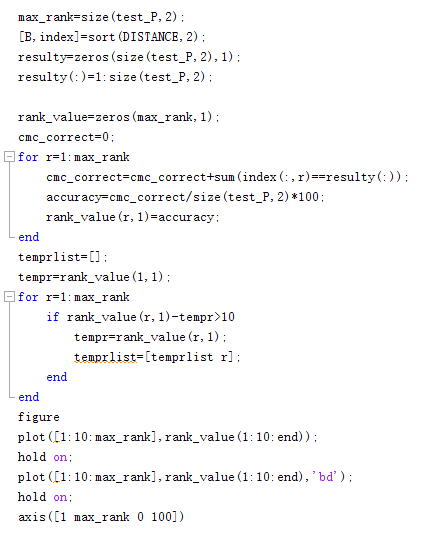 max_rank=size(test_P,2);
[B,index]=sort(DISTANCE,2);
resulty=zeros(size(test_P,2),1);
resulty(:)=1:size(test_P,2);
rank_value=zeros(max_rank,1);
cmc_correct=0;
for r=1:max_rank
cmc_correct=cmc_correct+sum(index(:,r)==resulty(:));
accuracy=cmc_correct/size(test_P,2)*100;
rank_value(r,1)=accuracy;
end
temprlist=[];
tempr=rank_value(1,1);
for r=1:max_rank
if rank_value(r,1)-tempr>10
tempr=rank_value(r,1);
temprlist=[temprlist r];
end
end
figure
plot([1:10:max_rank],rank_value(1:10:end));
hold on;
plot([1:10:max_rank],rank_value(1:10:end),'bd');
hold on;
axis([1 max_rank 0 100])